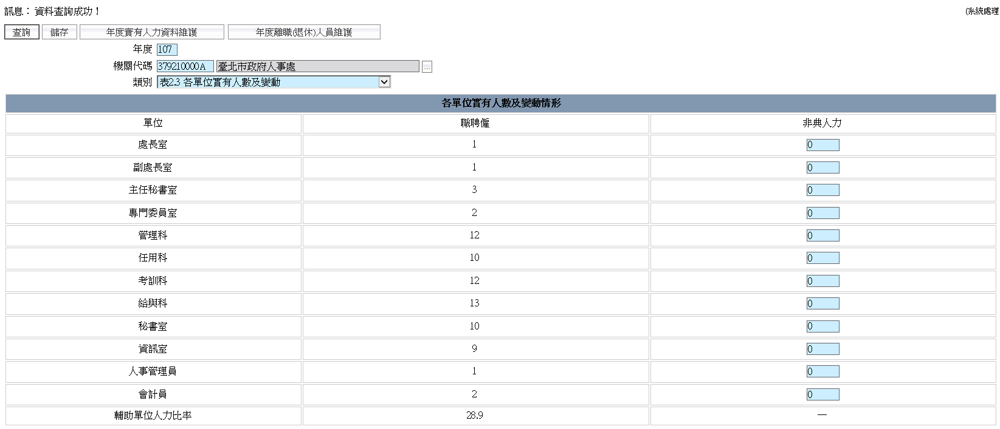 訊息： 資料查詢成功！ (系統處理
查詢 儲存 年度實有人力資料維護 年度離職(退休)人員維護
年度 107
機關代碼 379210000A 臺北市政府人事處 ...
類別 表2.3 各單位實有人數及變動
各單位實有人數及變動情形
單位 職聘僱 非典人力
處長室 1 0
副處長室 1 0
主任秘書室 3 0
專門委員室 2 0
管理科 12 0
任用科 10 0
考訓科 12 0
給與科 13 0
秘書室 10 0
資訊室 9 0
人事管理員 1 0
會計員 2 0
輔助單位人力比率 28.9 —